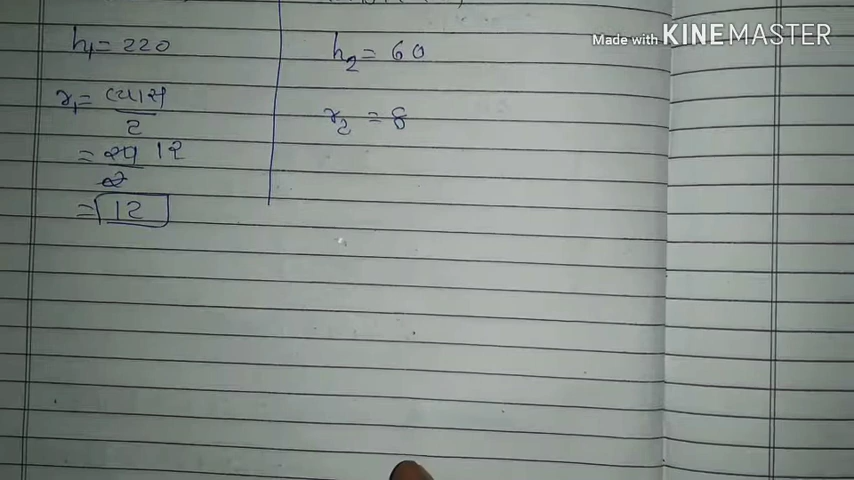 Made with KINEMASTER
h₁ = 220
r₁ = व्यास
2
= 24 12
2
= 12
h₂ = 60
r₂ = 8